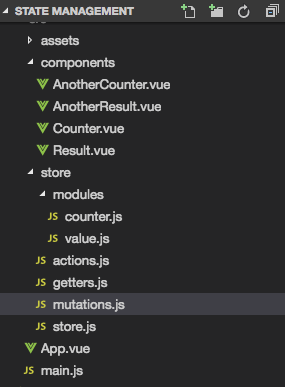 STATE MANAGEMENT
assets
components
AnotherCounter.vue
AnotherResult.vue
Counter.vue
Result.vue
store
modules
JS counter.js
JS value.js
JS actions.js
JS getters.js
JS mutations.js
JS store.js
App.vue
JS main.js